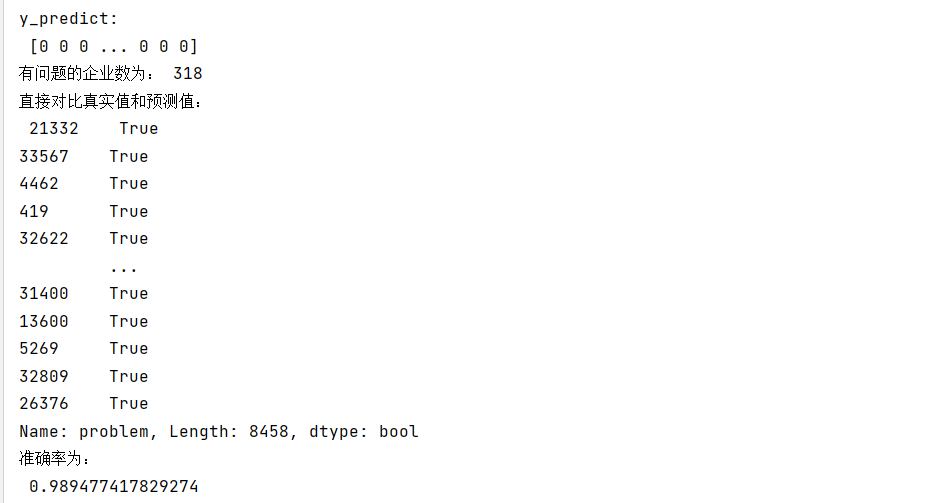 y_predict:
[0 0 0 ... 0 0 0]
有问题的企业数为： 318
直接对比真实值和预测值：
21332    True
33567    True
4462     True
419      True
32622    True
...
31400    True
13600    True
5269     True
32809    True
26376    True
Name: problem, Length: 8458, dtype: bool
准确率为：
0.989477417829274